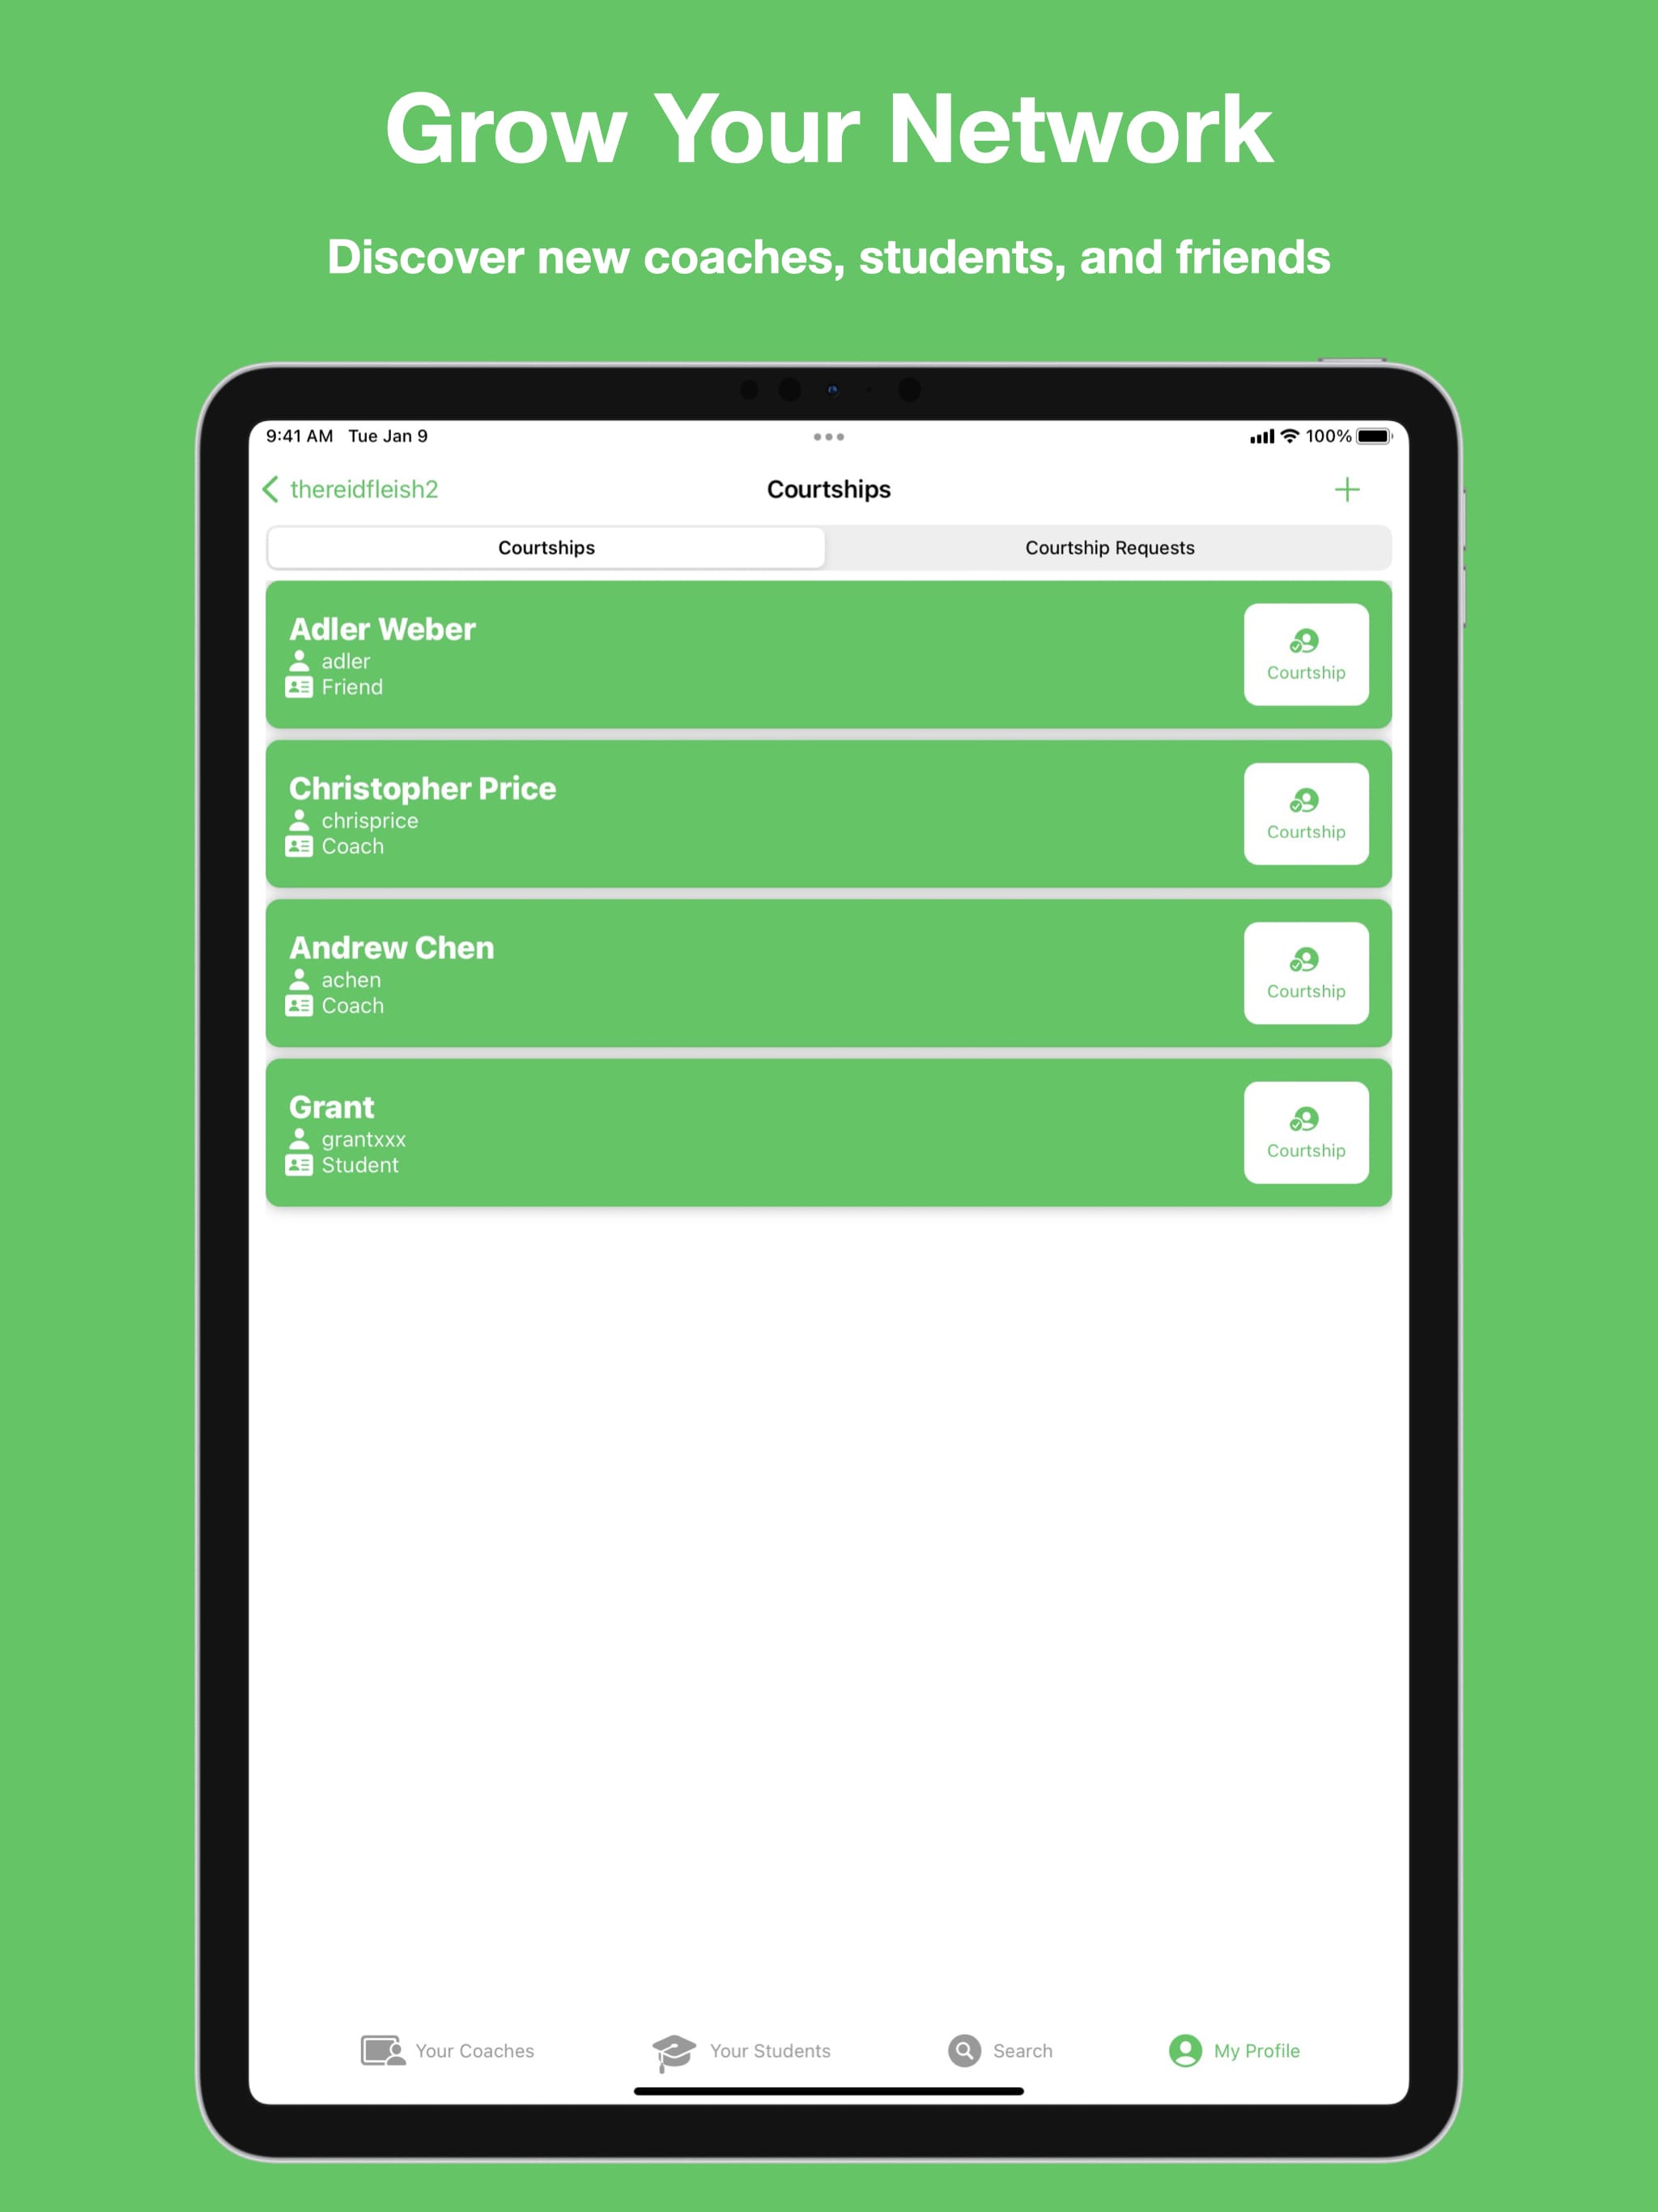 Grow Your Network
Discover new coaches, students, and friends
9:41 AM Tue Jan 9
100%
thereidfleish2
Courtships
Courtships
Courtship Requests
Adler Weber
adler
Friend
Courtship
Christopher Price
chrisprice
Coach
Courtship
Andrew Chen
achen
Coach
Courtship
Grant
grantxxx
Student
Courtship
Your Coaches
Your Students
Search
My Profile